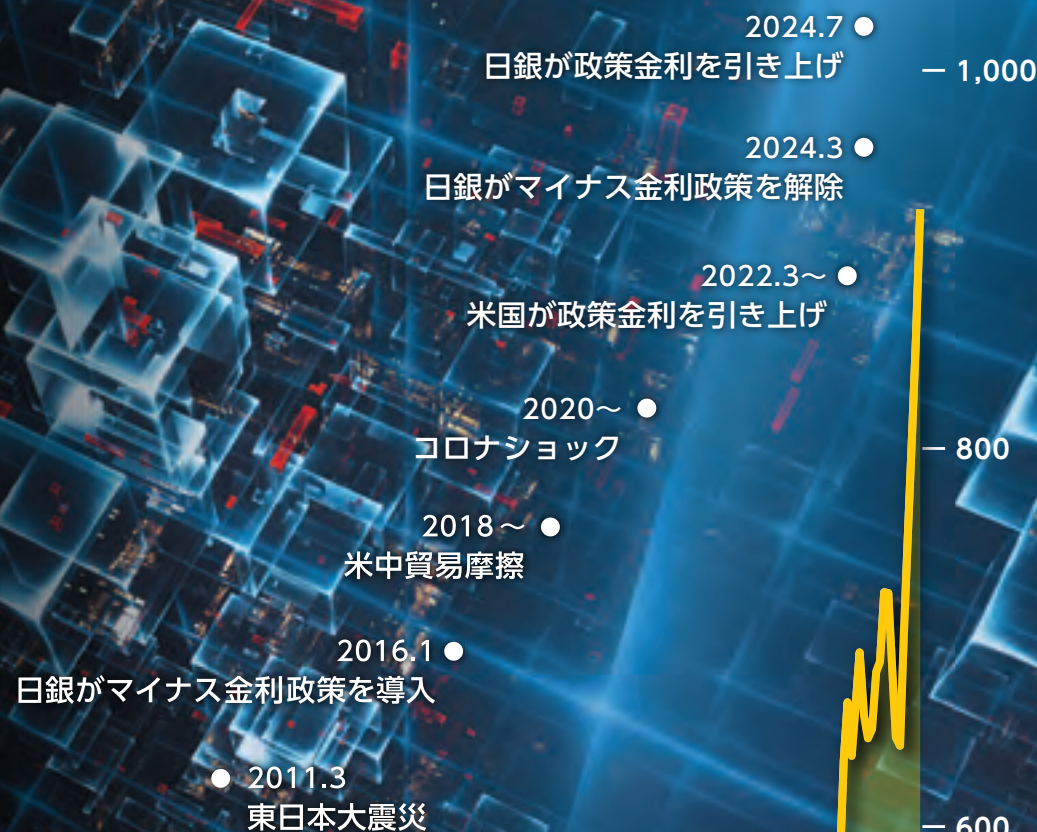 2024.7
日銀が政策金利を引き上げ
1,000
2024.3
日銀がマイナス金利政策を解除
2022.3〜
米国が政策金利を引き上げ
2020〜
コロナショック
800
2018〜
米中貿易摩擦
2016.1
日銀がマイナス金利政策を導入
2011.3
東日本大震災
600